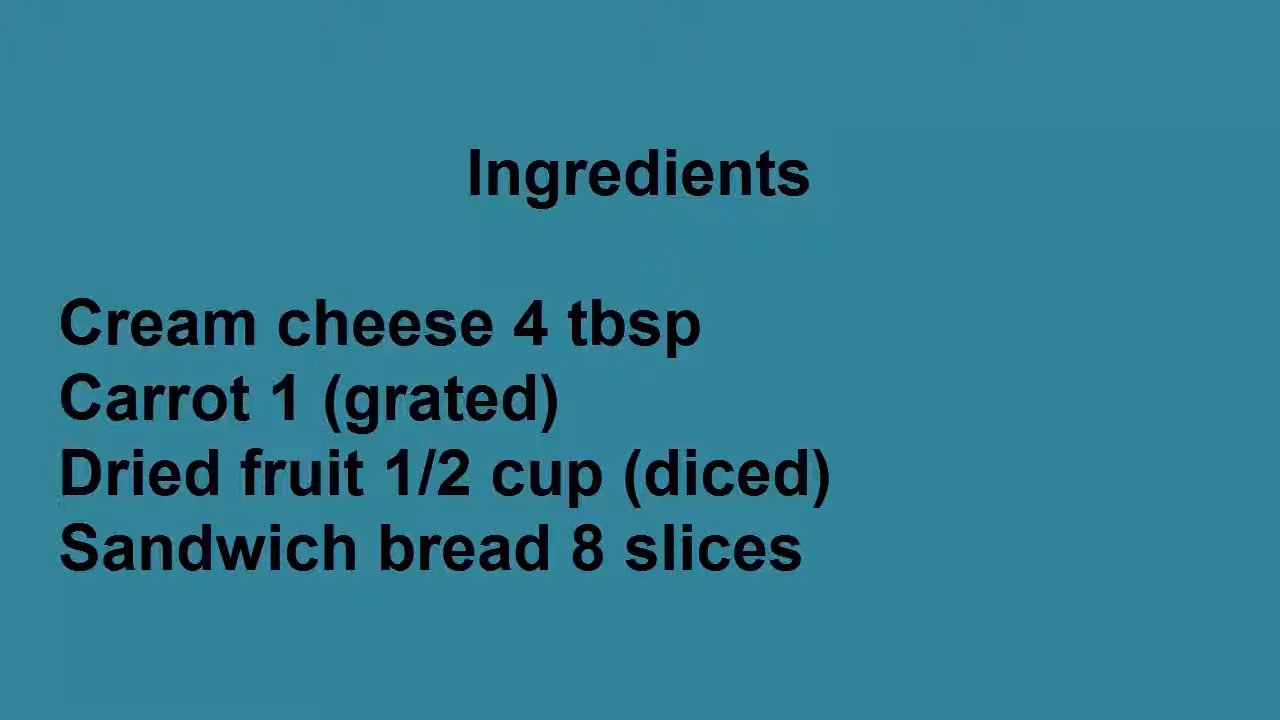 Ingredients
Cream cheese 4 tbsp
Carrot 1 (grated)
Dried fruit 1/2 cup (diced)
Sandwich bread 8 slices